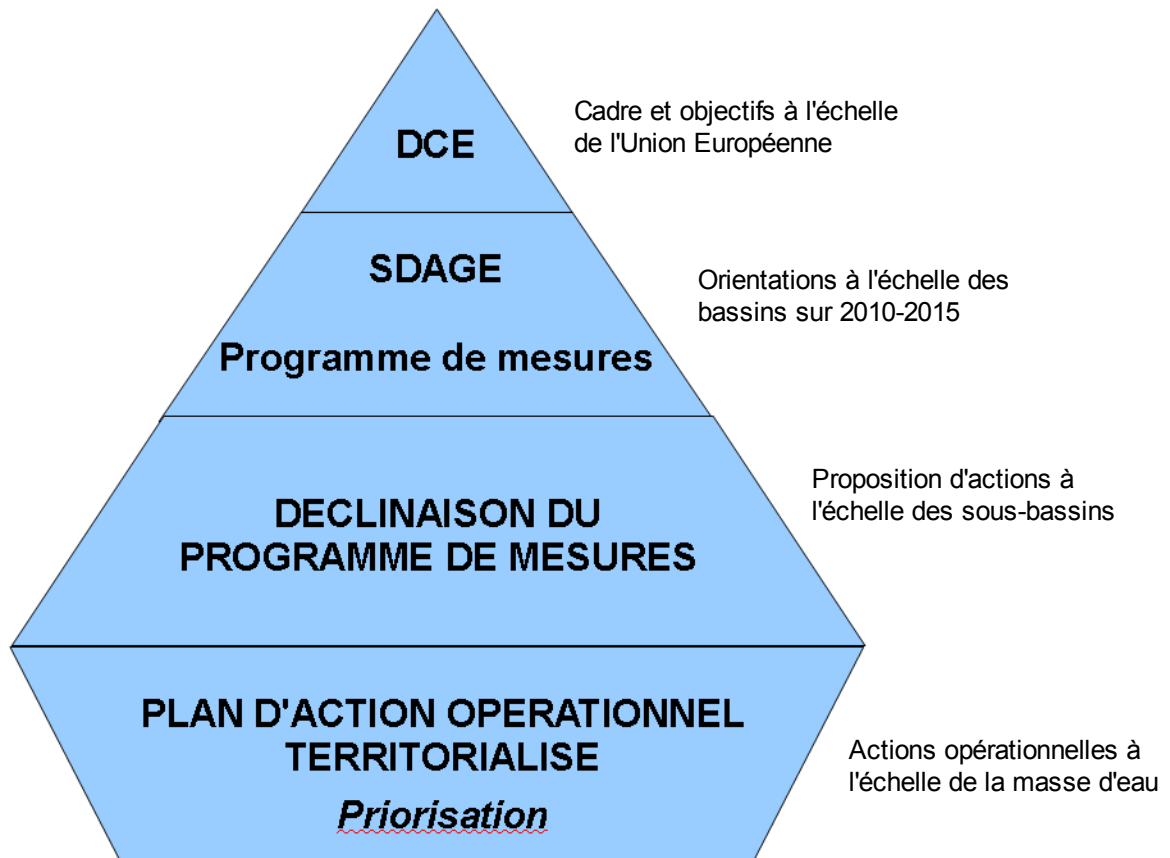 DCE
Cadre et objectifs à l'échelle
de l'Union Européenne
SDAGE
Programme de mesures
Orientations à l'échelle des
bassins sur 2010-2015
DECLINAISON DU
PROGRAMME DE MESURES
Proposition d'actions à
l'échelle des sous-bassins
PLAN D'ACTION OPERATIONNEL
TERRITORIALISE
Priorisation
Actions opérationnelles à
l'échelle de la masse d'eau